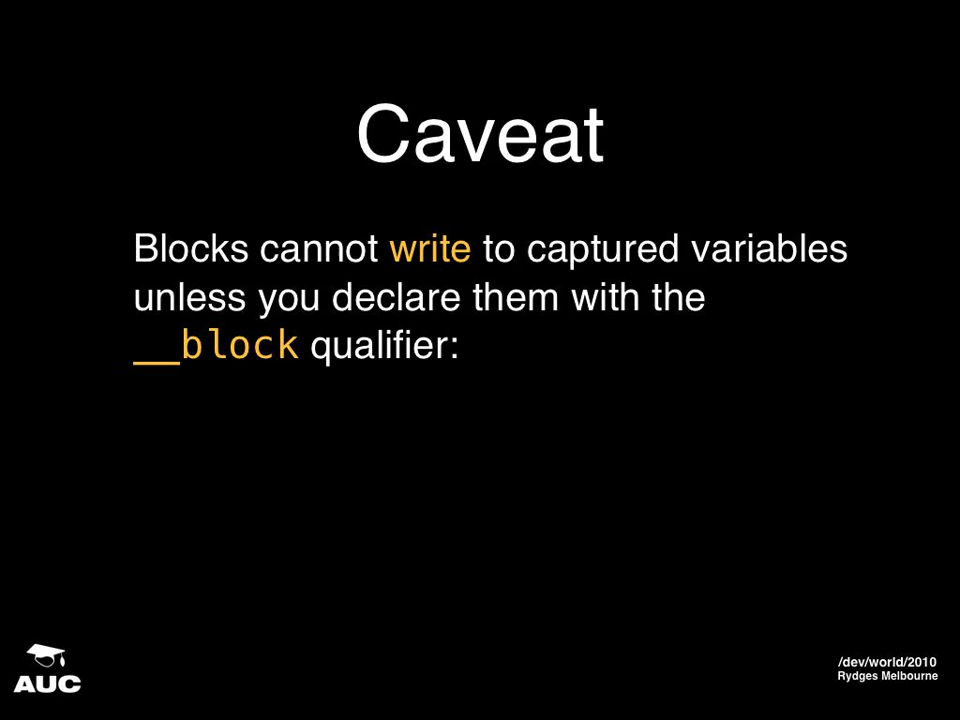 Caveat
Blocks cannot write to captured variables
unless you declare them with the
__block qualifier:
AUC
/dev/world/2010
Rydges Melbourne